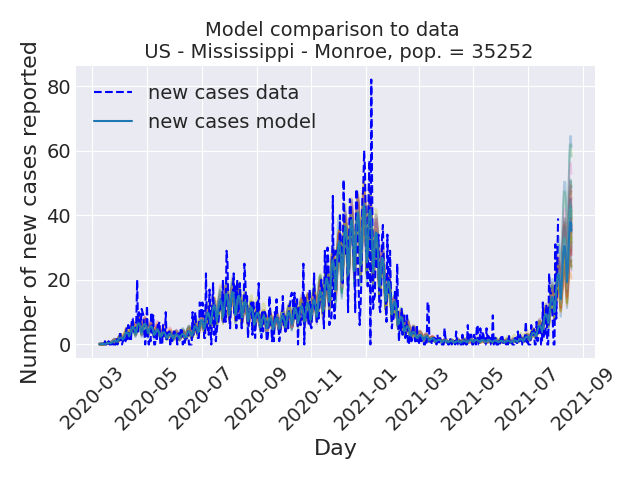 Model comparison to data
US - Mississippi - Monroe, pop. = 35252
Number of new cases reported
80
60
40
20
0
new cases data
new cases model
2020-03
2020-05
2020-07
2020-09
2020-11
2021-01
2021-03
2021-05
2021-07
2021-09
Day